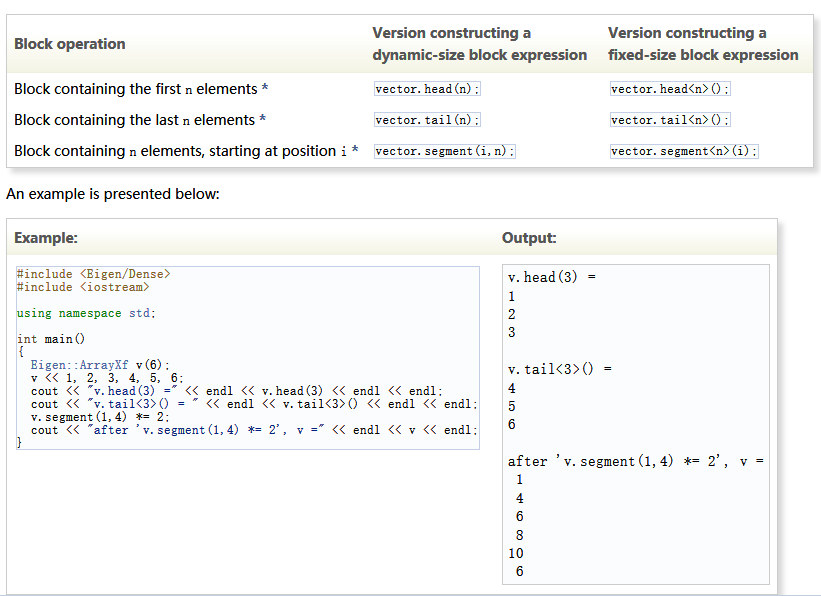 Block operation
Version constructing a
dynamic-size block expression
Version constructing a
fixed-size block expression
Block containing the first n elements *
vector.head(n);
vector.head<n>();
Block containing the last n elements *
vector.tail(n);
vector.tail<n>();
Block containing n elements, starting at position i *
vector.segment(i,n);
vector.segment<n>(i);
An example is presented below:
Example:
#include <Eigen/Dense>
#include <iostream>
using namespace std;
int main()
{
Eigen::ArrayXf v(6);
v << 1, 2, 3, 4, 5, 6;
cout << "v.head(3) =" << endl << v.head(3) << endl << endl;
cout << "v.tail<3>() = " << endl << v.tail<3>() << endl << endl;
v.segment(1,4) *= 2;
cout << "after 'v.segment(1,4) *= 2', v =" << endl << v << endl;
}
Output:
v.head(3) =
1
2
3
v.tail<3>() =
4
5
6
after 'v.segment(1,4) *= 2', v =
1
4
6
8
10
6